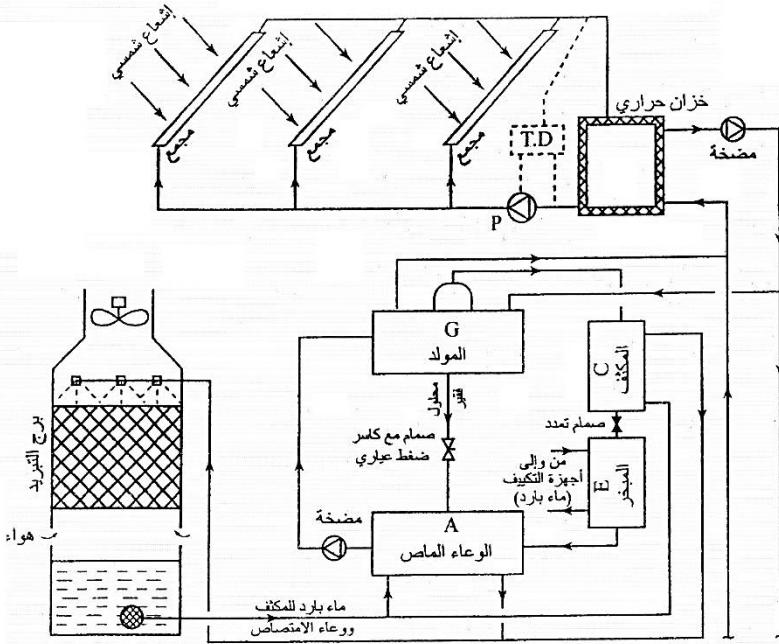 إشعاع شمسي
إشعاع شمسي
إشعاع شمسي
مجمع
مجمع
مجمع
T.D
P
خزان حراري
مضخة
G
المولد
محلول
فقير
صمام مع كاسر
ضغط عياري
C
المكثف
صمام تمدد
من وإلى
أجهزة التكييف
(ماء بارد)
E
المبخر
A
الوعاء الماص
مضخة
برج التبريد
هواء
ماء بارد للمكثف
ووعاء الامتصاص